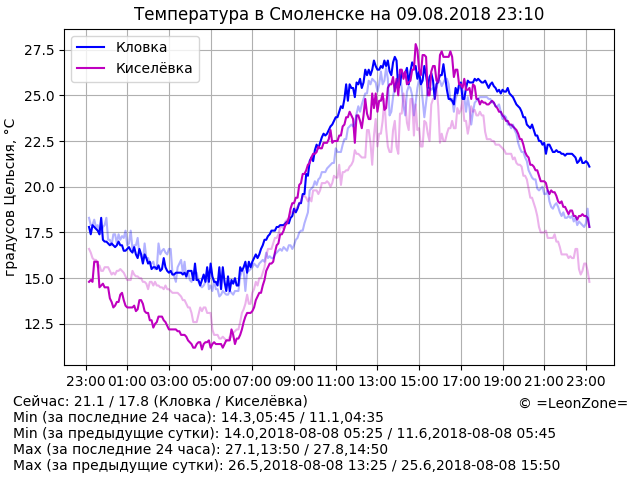 Температура в Смоленске на 09.08.2018 23:10
Кловка
Киселёвка
градусов Цельсия, °C
27.5
25.0
22.5
20.0
17.5
15.0
12.5
23:00 01:00 03:00 05:00 07:00 09:00 11:00 13:00 15:00 17:00 19:00 21:00 23:00
Сейчас: 21.1 / 17.8 (Кловка / Киселёвка)
© =LeonZone=
Min (за последние 24 часа): 14.3,05:45 / 11.1,04:35
Min (за предыдущие сутки): 14.0,2018-08-08 05:25 / 11.6,2018-08-08 05:45
Max (за последние 24 часа): 27.1,13:50 / 27.8,14:50
Max (за предыдущие сутки): 26.5,2018-08-08 13:25 / 25.6,2018-08-08 15:50